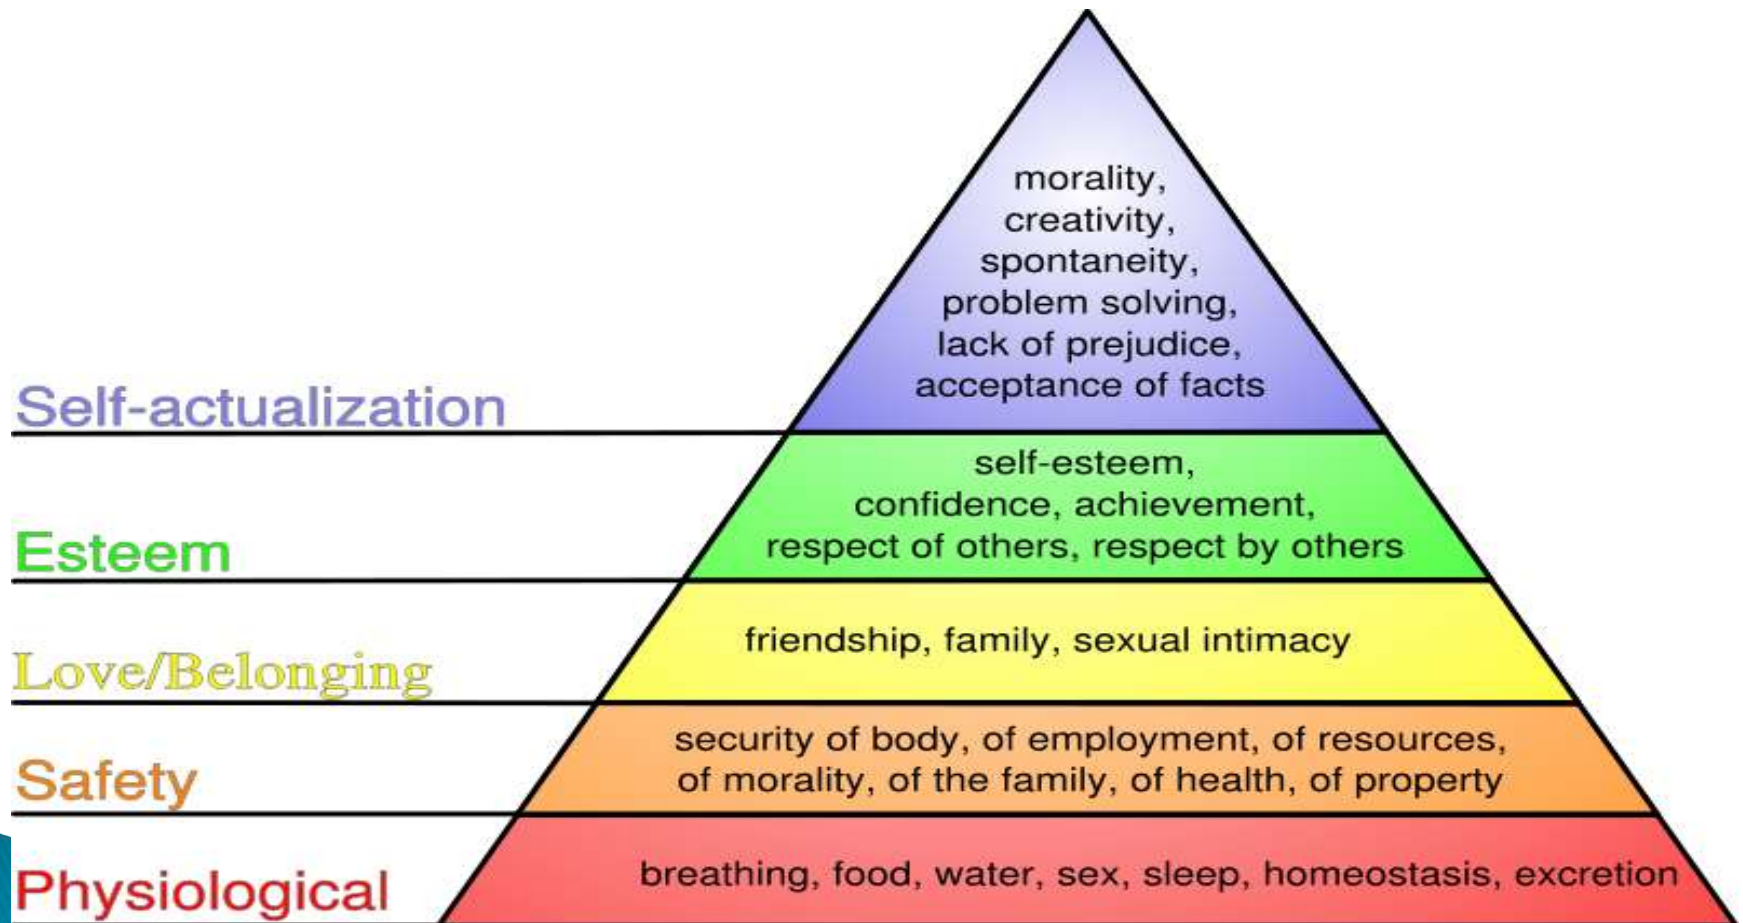 morality,
creativity,
spontaneity,
problem solving,
lack of prejudice,
acceptance of facts
Self-actualization
self-esteem,
confidence, achievement,
respect of others, respect by others
Esteem
friendship, family, sexual intimacy
Love/Belonging
security of body, of employment, of resources,
of morality, of the family, of health, of property
Safety
breathing, food, water, sex, sleep, homeostasis, excretion
Physiological